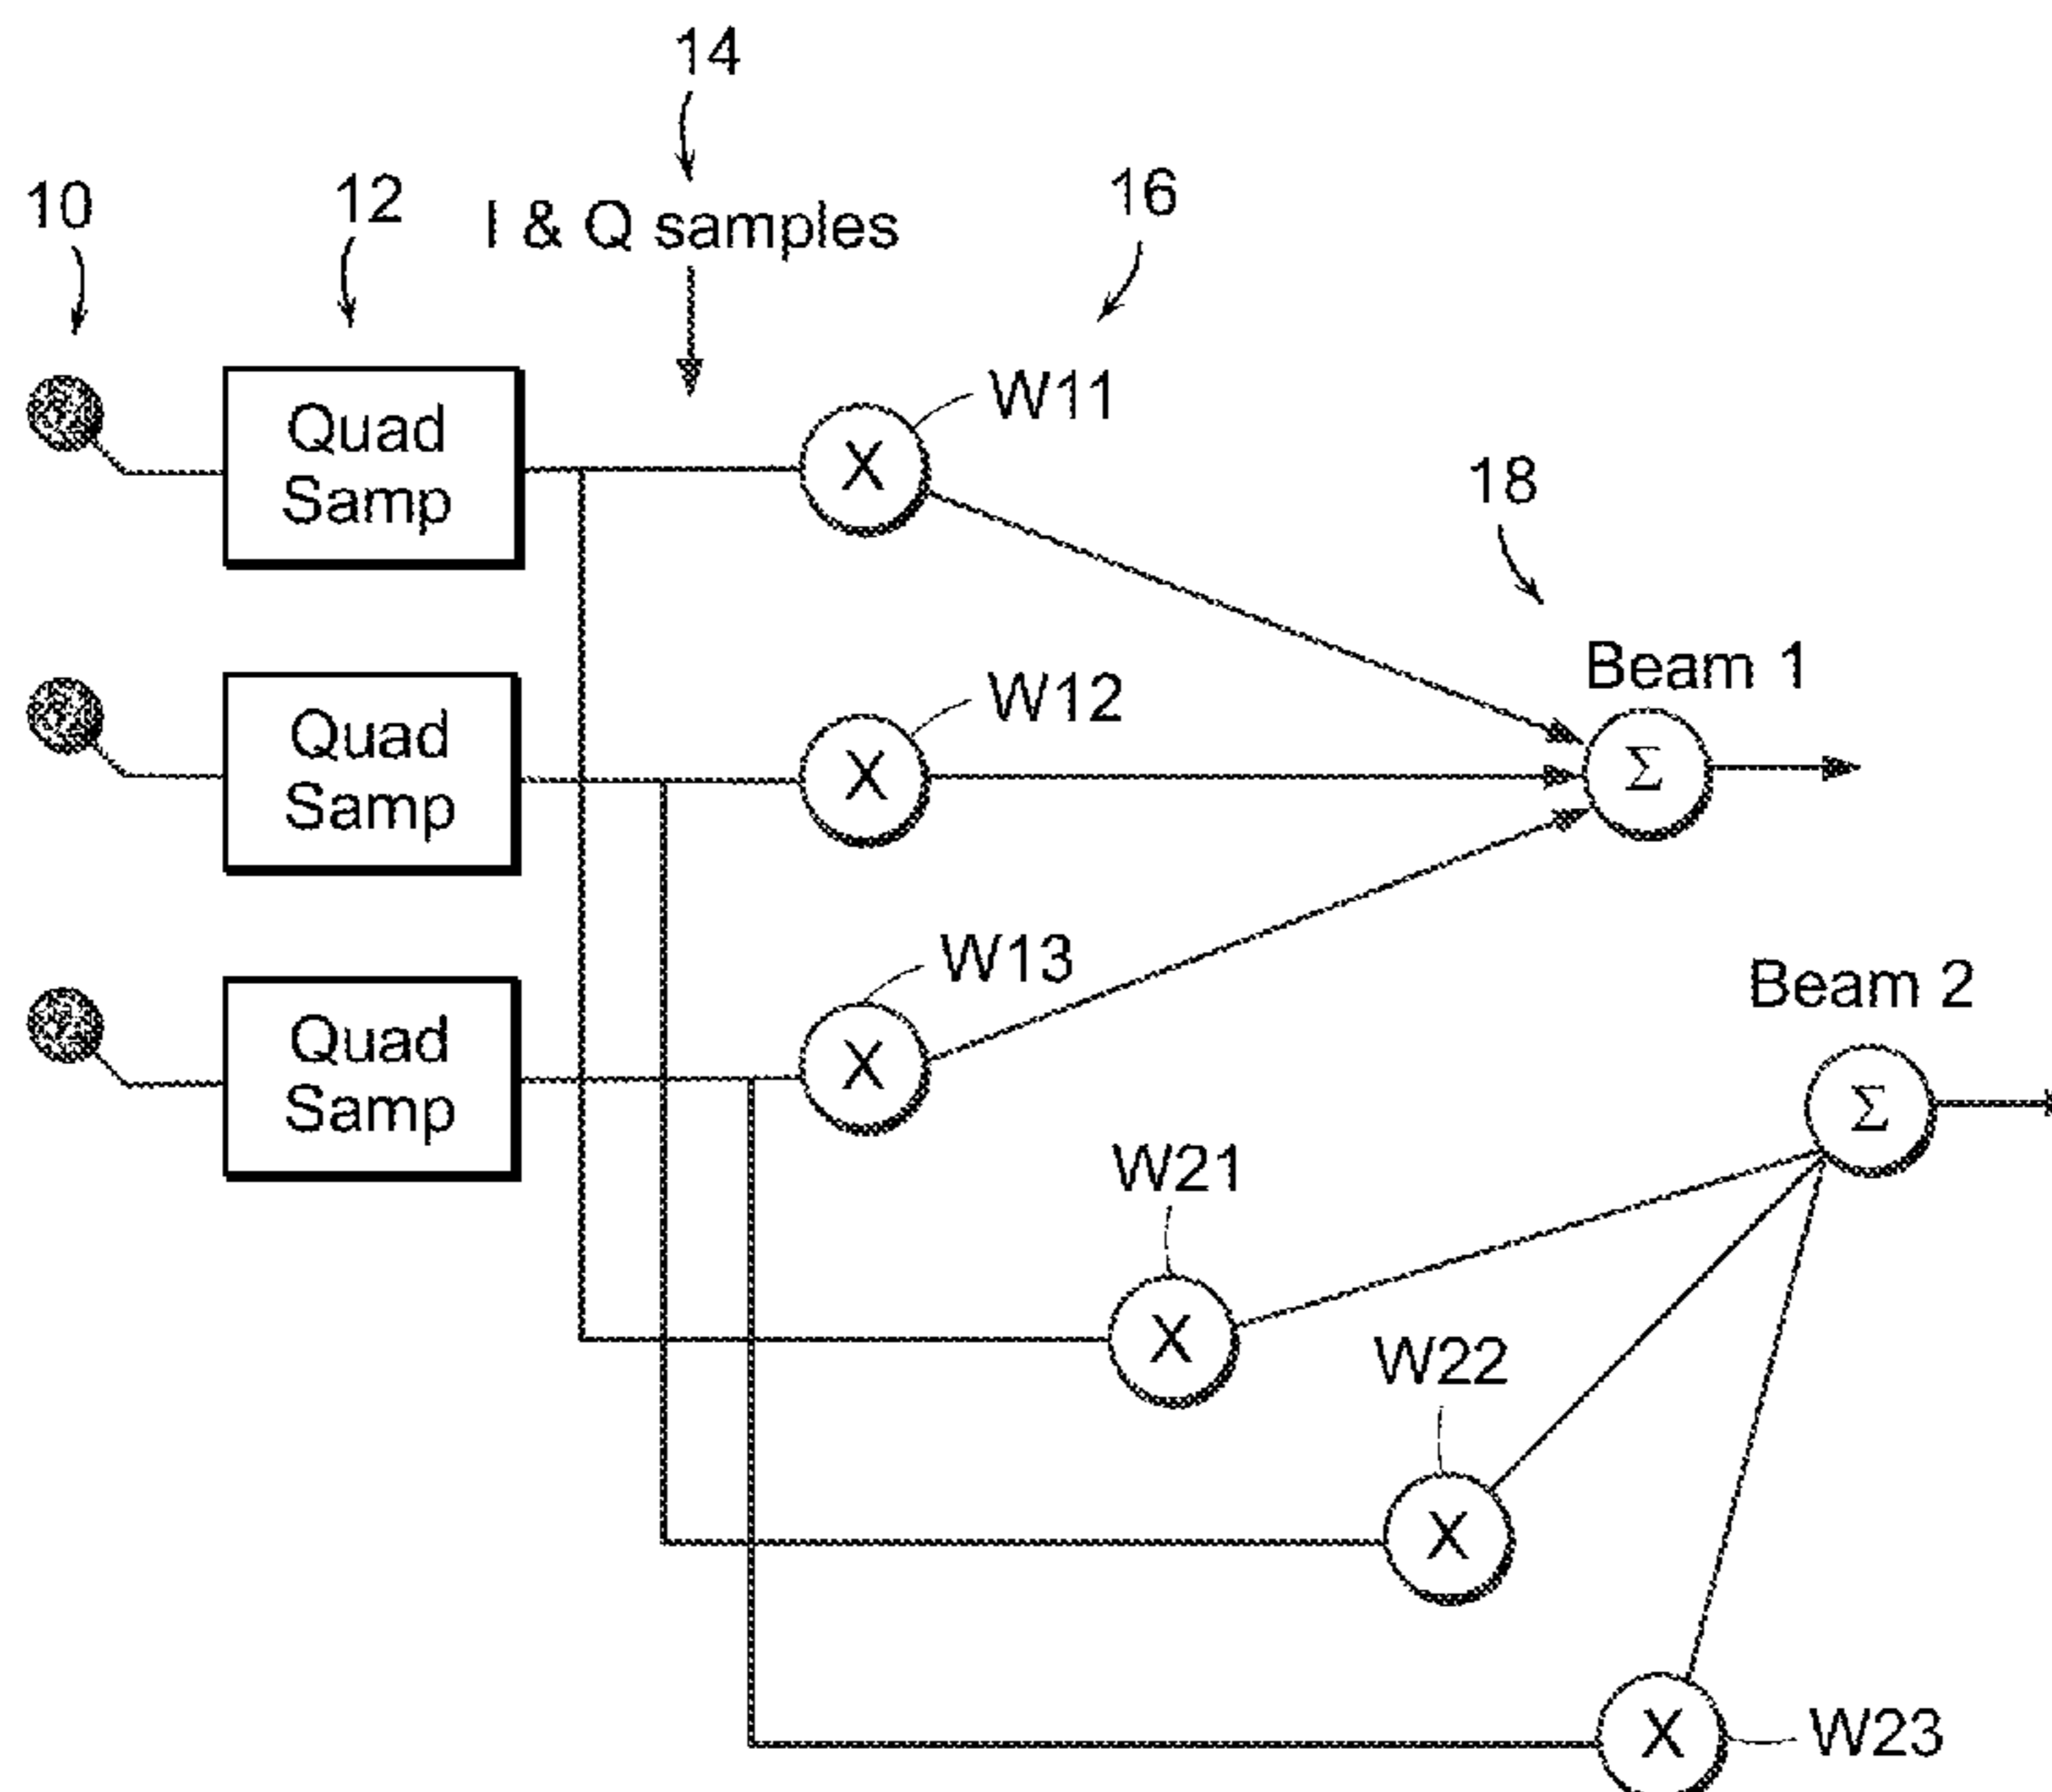 14
10
12
I & Q samples
16
Quad
Samp
X
W11
18
Quad
Samp
X
W12
Beam 1
Σ
Quad
Samp
X
W13
Beam 2
Σ
W21
X
W22
X
X
W23